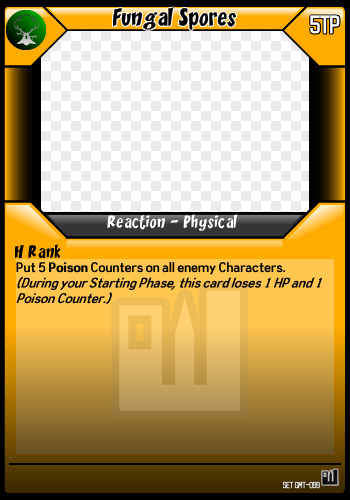 Fungal Spores
5TP
Reaction - Physical
H Rank
Put 5 Poison Counters on all enemy Characters.
(During your Starting Phase, this card loses 1 HP and 1
Poison Counter.)
SET GMT-099